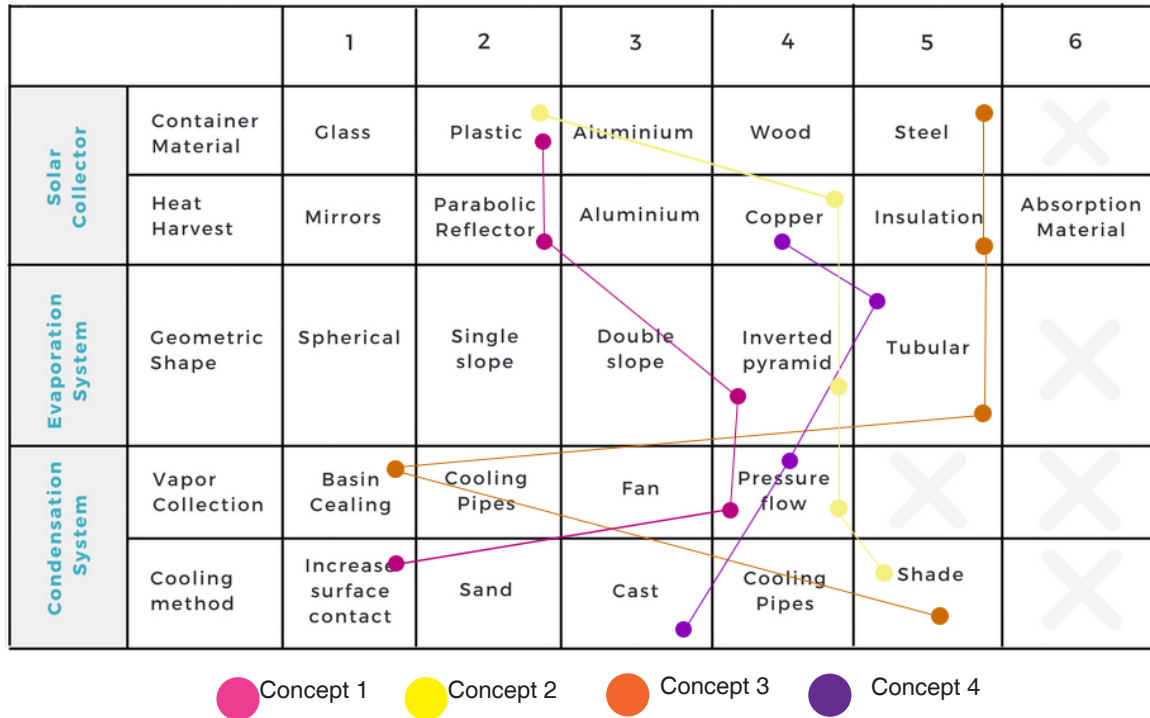 1 2 3 4 5 6
Solar
Collector
Container
Material
Glass
Plastic
Aluminium
Wood
Steel
Heat
Harvest
Mirrors
Parabolic
Reflector
Aluminium
Copper
Insulation
Absorption
Material
Evaporation
System
Geometric
Shape
Spherical
Single
slope
Double
slope
Inverted
pyramid
Tubular
Condensation
System
Vapor
Collection
Basin
Cealing
Cooling
Pipes
Fan
Pressure
flow
Cooling
method
Increase
surface
contact
Sand
Cast
Cooling
Pipes
Shade
Concept 1 Concept 2 Concept 3 Concept 4